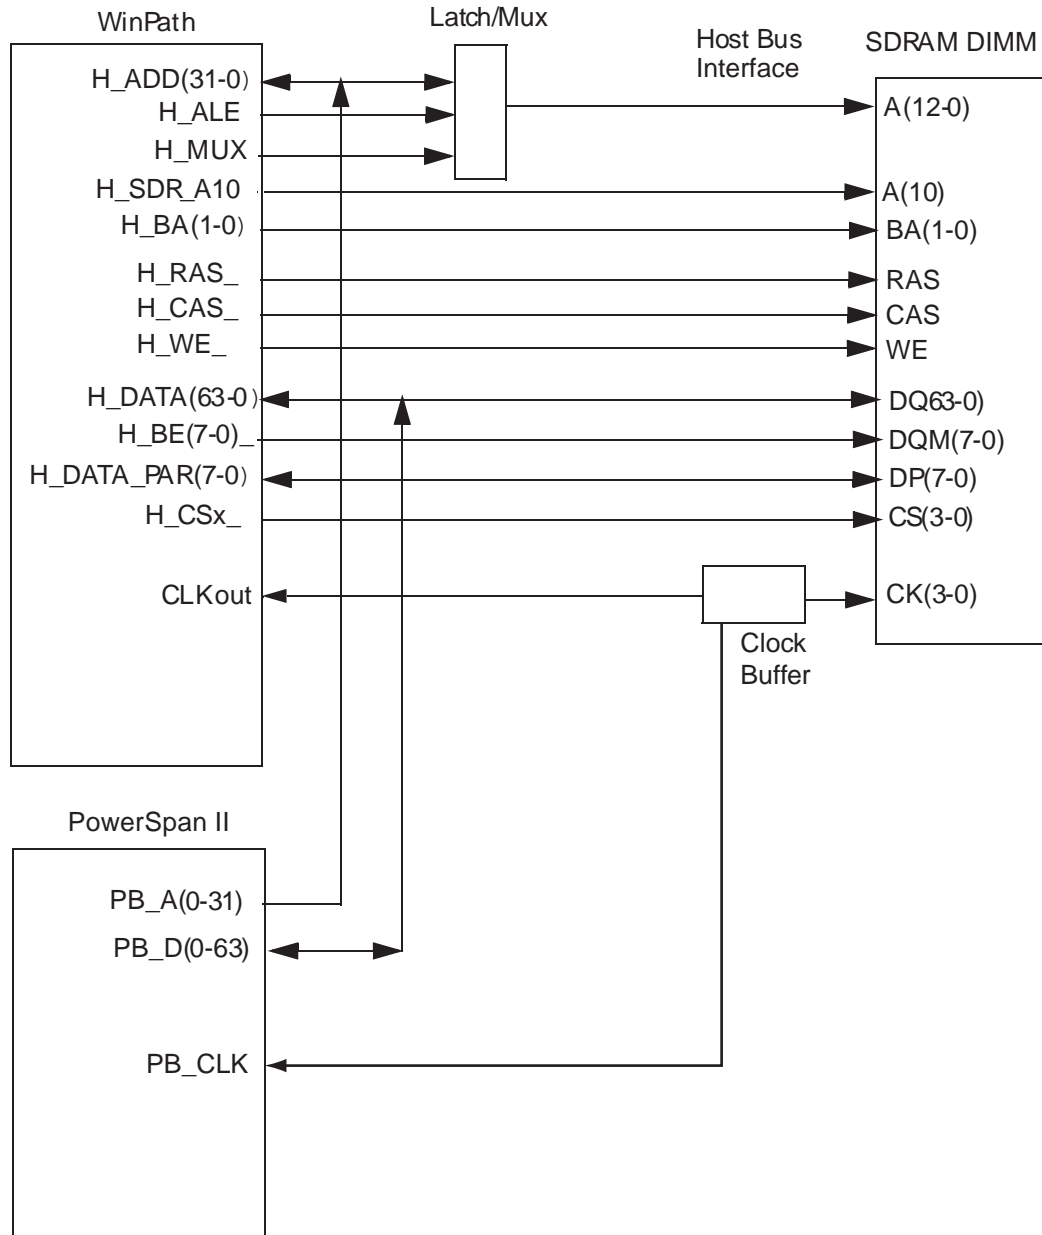 WinPath
Latch/Mux
Host Bus
Interface
SDRAM DIMM
H_ADD(31-0)
H_ALE
H_MUX
H_SDR_A10
H_BA(1-0)
H_RAS_
H_CAS_
H_WE_
H_DATA(63-0)
H_BE(7-0)_
H_DATA_PAR(7-0)
H_CSx_
CLKout
A(12-0)
A(10)
BA(1-0)
RAS
CAS
WE
DQ63-0)
DQM(7-0)
DP(7-0)
CS(3-0)
CK(3-0)
Clock
Buffer
PowerSpan II
PB_A(0-31)
PB_D(0-63)
PB_CLK